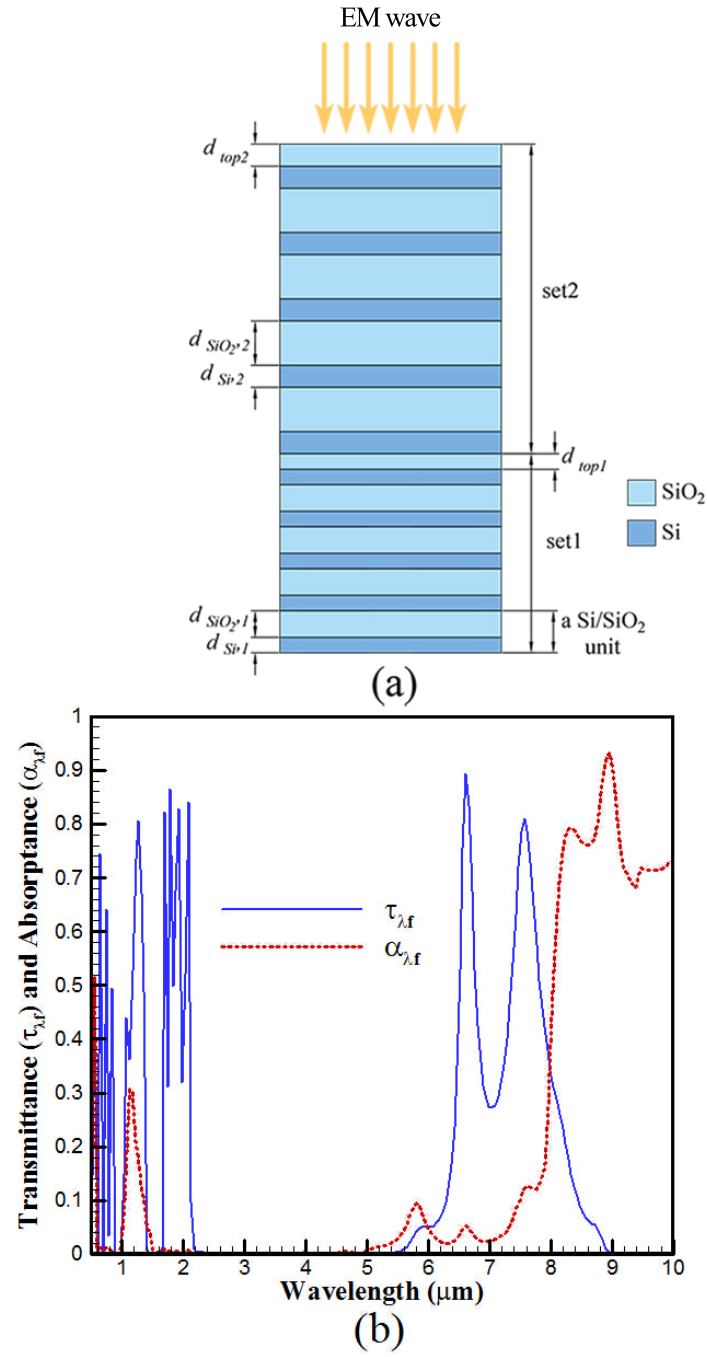 EM wave
d top2
set2
d SiO2,2
d Si,2
d top1
SiO2
Si
set1
d SiO2,1
a Si/SiO2
unit
d Si,1
(a)
Transmittance (τλf) and Absorptance (αλf)
1
0.9
0.8
0.7
0.6
0.5
0.4
0.3
0.2
0.1
0
τλf
αλf
1 2 3 4 5 6 7 8 9 10
Wavelength (μm)
(b)